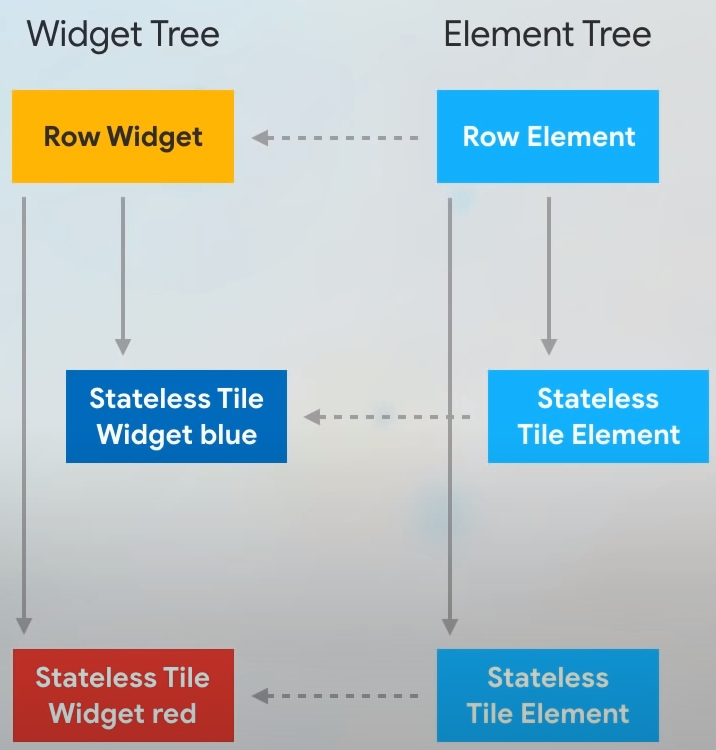 Widget Tree
Element Tree
Row Widget
Row Element
Stateless Tile
Widget blue
Stateless
Tile Element
Stateless Tile
Widget red
Stateless
Tile Element